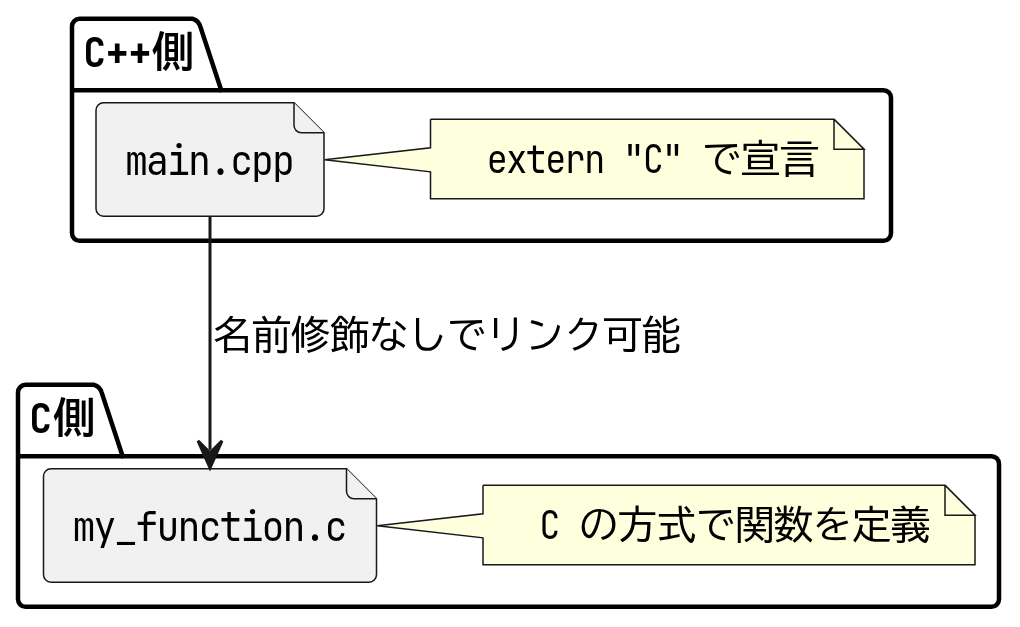 C++側
main.cpp
extern "C" で宣言
名前修飾なしでリンク可能
C側
my_function.c
C の方式で関数を定義